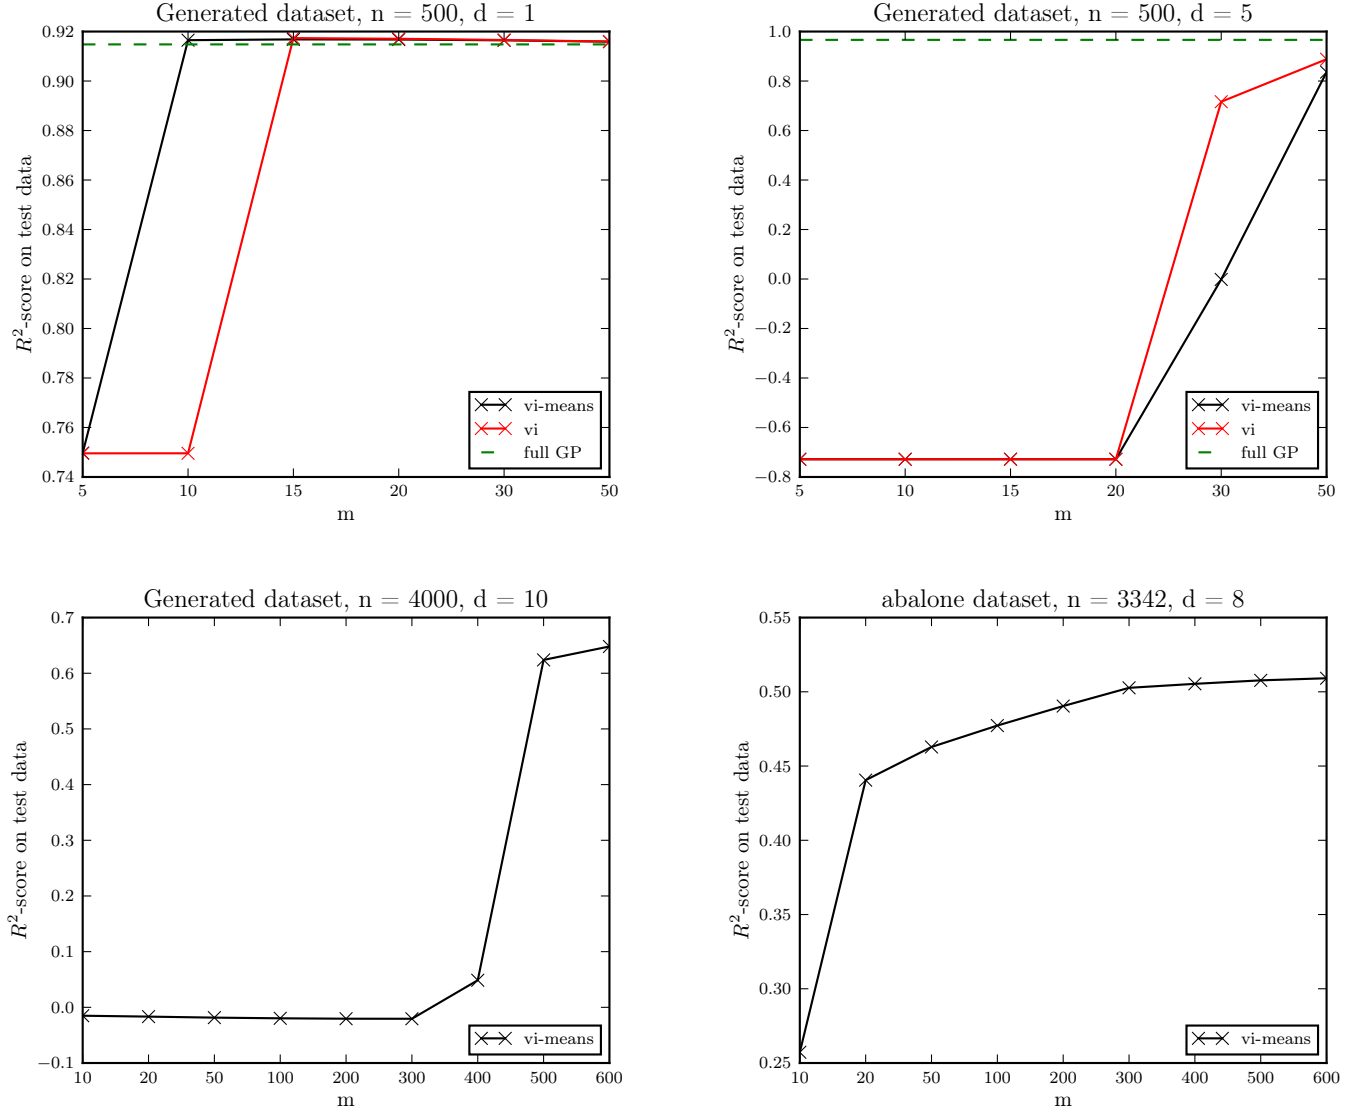 Generated dataset, n = 500, d = 1
0.92
0.90
0.88
0.86
0.84
0.82
0.80
0.78
0.76
0.74
R²-score on test data
5 10 15 20 30 50
m
vi-means
vi
full GP
Generated dataset, n = 500, d = 5
1.0
0.8
0.6
0.4
0.2
0.0
−0.2
−0.4
−0.6
−0.8
R²-score on test data
5 10 15 20 30 50
m
vi-means
vi
full GP
Generated dataset, n = 4000, d = 10
0.7
0.6
0.5
0.4
0.3
0.2
0.1
0.0
−0.1
R²-score on test data
10 20 50 100 200 300 400 500 600
m
vi-means
abalone dataset, n = 3342, d = 8
0.55
0.50
0.45
0.40
0.35
0.30
0.25
R²-score on test data
10 20 50 100 200 300 400 500 600
m
vi-means